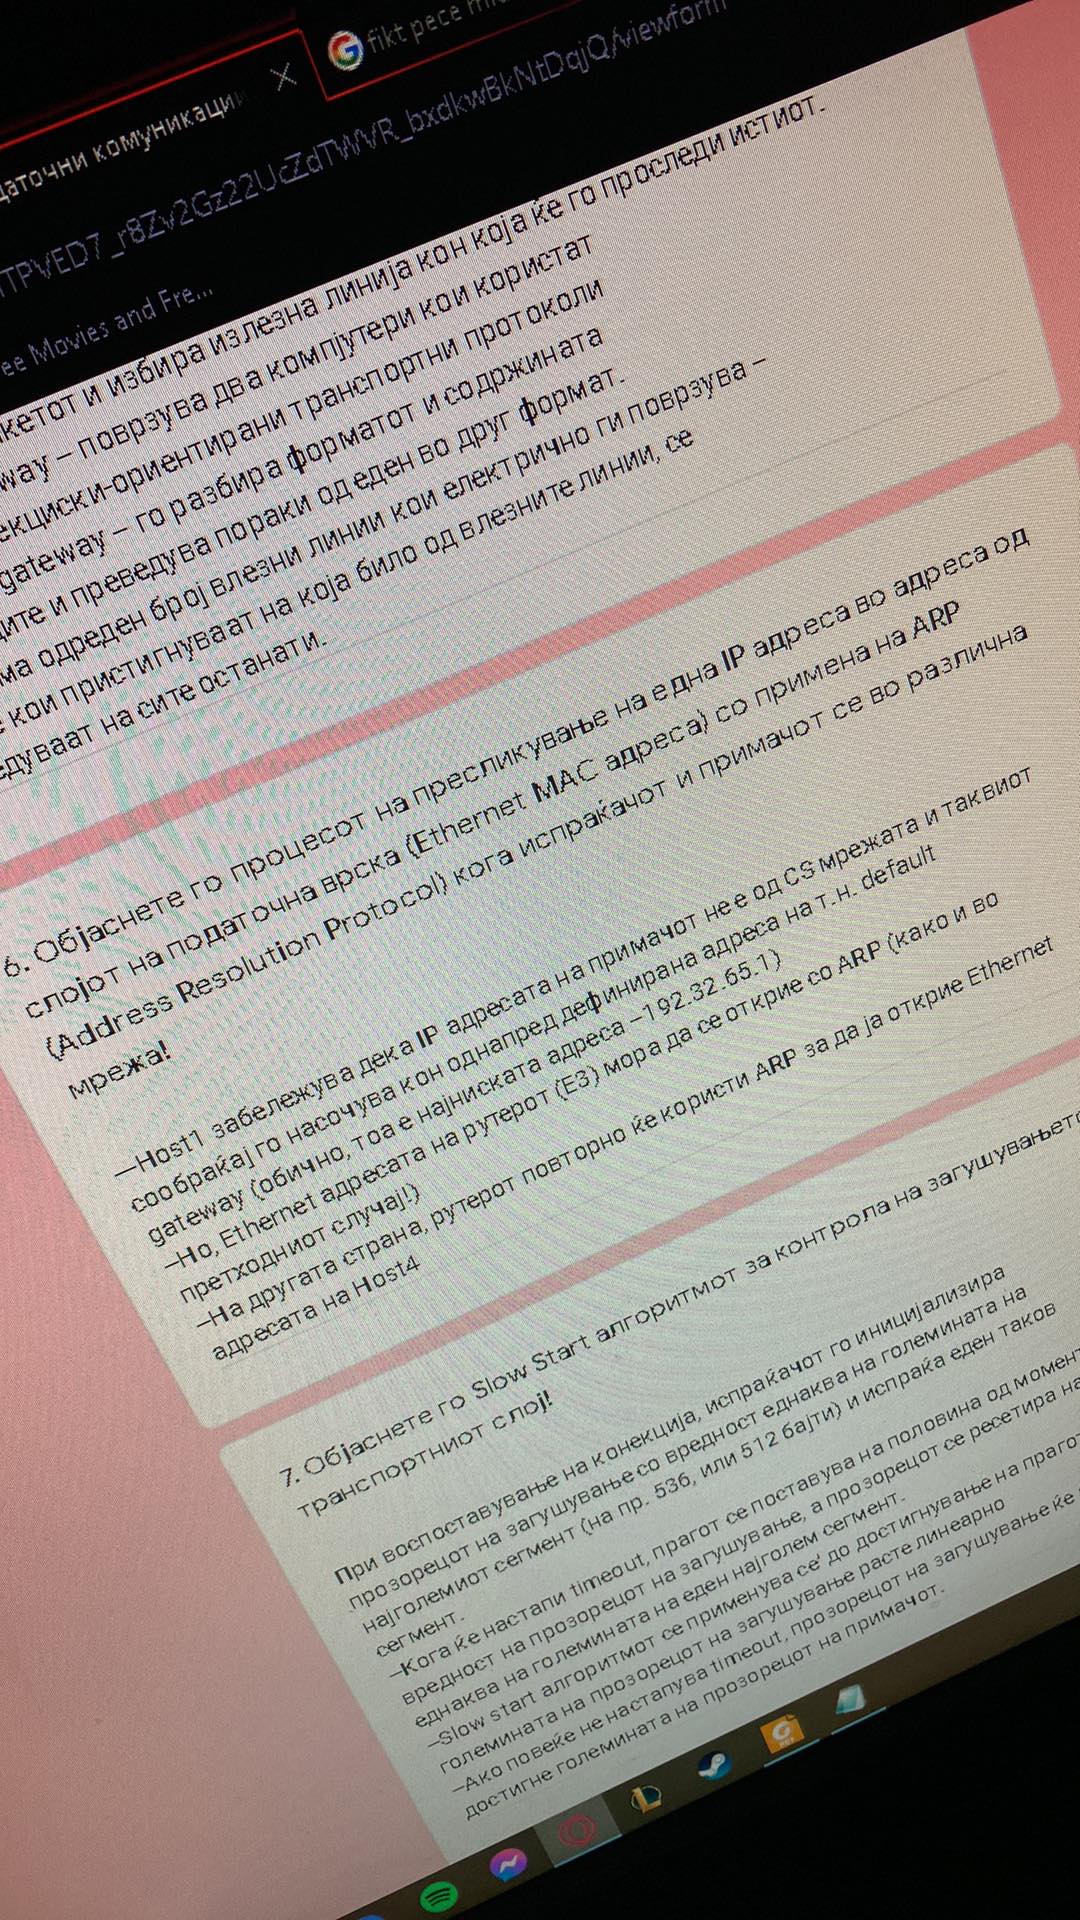 fikt pece mi
даточни комуникации
TPVED7_r8Zv2Gz22UcZdTWVR_bxdkwBkNtDqjQ/viewform
ee Movies and Fre...
кетот и избира излезна линија кон која ќе го проследи истиот.
way – поврзува два компјутери кои користат
екциски-ориентирани транспортни протоколи
gateway – го разбира форматот и содржината
ите и преведува пораки од еден во друг формат.
ма одреден број влезни линии кои електрично ги поврзува –
е кои пристигнуваат на која било од влезните линии, се
едуваат на сите останати.
6. Објаснете го процесот на пресликување на една IP адреса во адреса од
слојот на податочна врска (Ethernet MAC адреса) со примена на ARP
(Address Resolution Protocol) кога испраќачот и примачот се во различна
мрежа!
–Host1 забележува дека IP адресата на примачот не е од CS мрежата и таквиот
сообраќај го насочува кон однапред дефинирана адреса на т.н. default
gateway (обично, тоа е најниската адреса –192.32.65.1)
–Но, Ethernet адресата на рутерот (E3) мора да се открие со ARP (како и во
претходниот случај!)
–На другата страна, рутерот повторно ќе користи ARP за да ја открие Ethernet
адресата на Host4
7. Објаснете го Slow Start алгоритмот за контрола на загушувањето
транспортниот слој!
При воспоставување на конекција, испраќачот го иницијализира
прозорецот на загушување со вредност еднаква на големината на
најголемиот сегмент (на пр. 536, или 512 бајти) и испраќа еден таков
сегмент.
–Кога ќе настапи timeout, прагот се поставува на половина од момент
вредност на прозорецот на загушување, а прозорецот се ресетира на
еднаква на големината на еден најголем сегмент.
–Slow start алгоритмот се применува се' до достигнување на прагот
големината на прозорецот на загушување расте линеарно
–Ако повеќе не настапува timeout, прозорецот на загушување ќе
достигне големината на прозорецот на примачот.